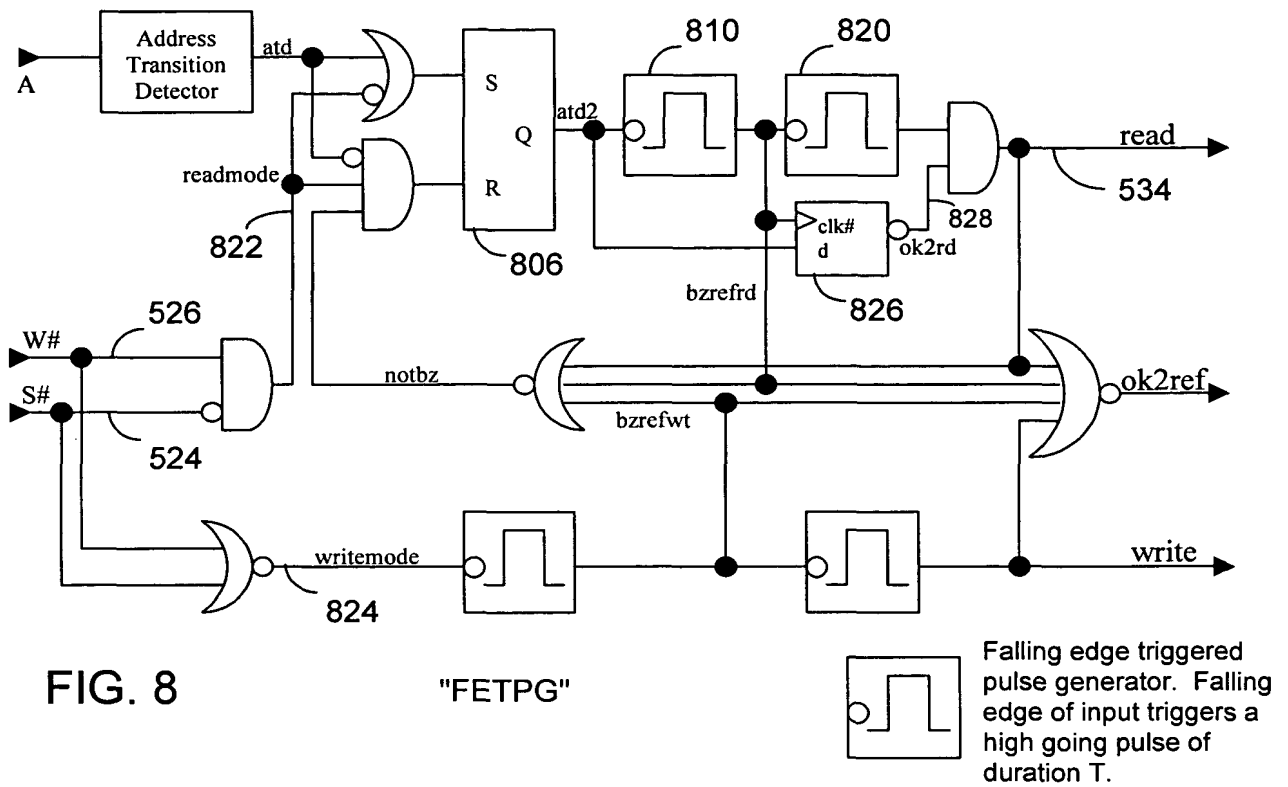 810
820
Address
Transition
Detector
atd
A
S
Q
R
atd2
read
534
readmode
822
806
clk#
d
ok2rd
828
826
bzrefrd
526
W#
S#
524
notbz
bzrefwt
ok2ref
writemode
824
write
FIG. 8
"FETPG"
Falling edge triggered
pulse generator. Falling
edge of input triggers a
high going pulse of
duration T.